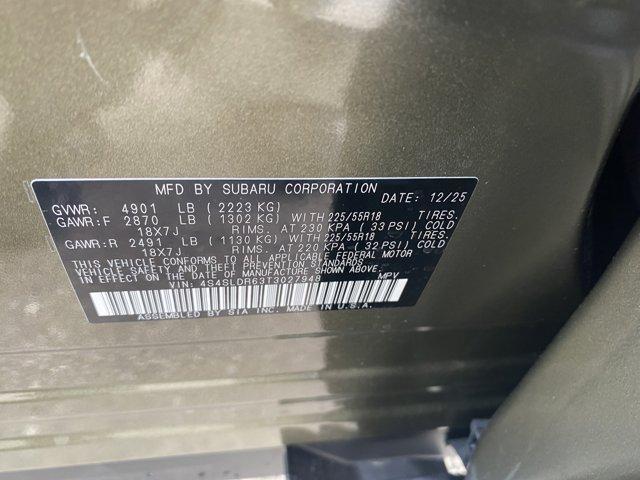 MFD BY SUBARU CORPORATION DATE: 12/25
GVWR: 4901 LB ( 2223 KG)
GAWR:F 2870 LB ( 1302 KG) WITH 225/55R18 TIRES.
18X7J RIMS. AT 230 KPA ( 33 PSI) COLD
GAWR:R 2491 LB ( 1130 KG) WITH 225/55R18 TIRES.
18X7J RIMS. AT 220 KPA ( 32 PSI) COLD
THIS VEHICLE CONFORMS TO ALL APPLICABLE FEDERAL MOTOR
VEHICLE SAFETY AND THEFT PREVENTION STANDARDS
IN EFFECT ON THE DATE OF MANUFACTURE SHOWN ABOVE.
VIN: 4S4SLDR63T3027948 MPV
ASSEMBLED BY SIA INC. MADE IN U.S.A.